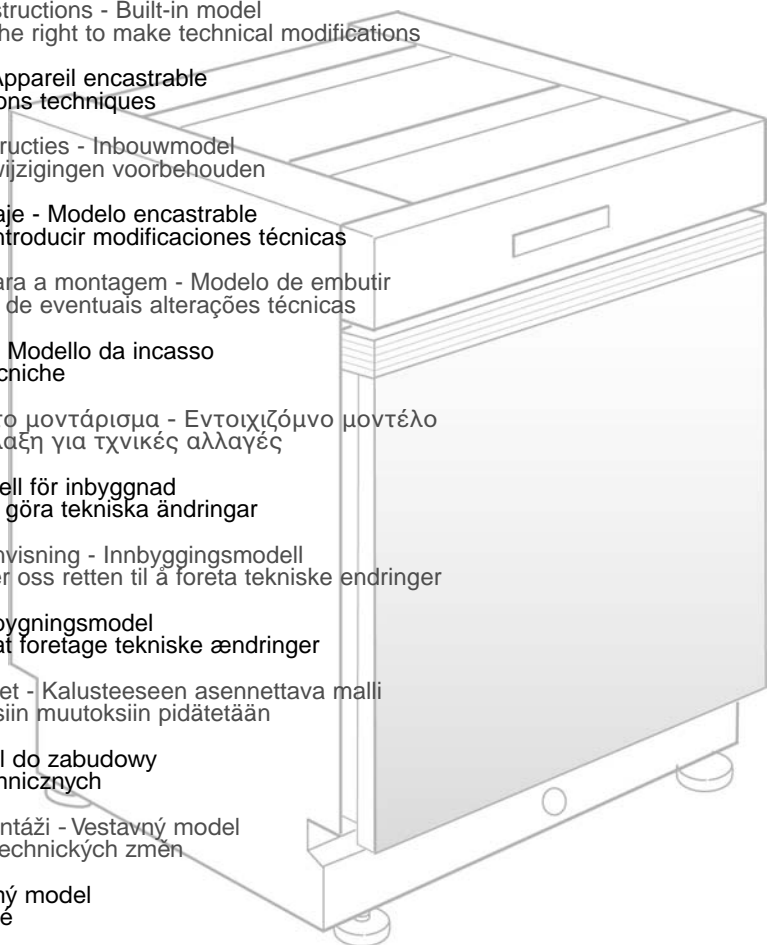 structions - Built-in model
he right to make technical modifications
Appareil encastrable
ons techniques
ructies - Inbouwmodel
wijzigingen voorbehouden
aje - Modelo encastrable
ntroducir modificaciones técnicas
ara a montagem - Modelo de embutir
de eventuais alterações técnicas
Modello da incasso
cniche
το μοντάρισμα - Εντοιχιζόμνο μοντέλο
λαξη για τχνικές αλλαγές
ell för inbyggnad
göra tekniska ändringar
nvisning - Innbyggingsmodell
er oss retten til å foreta tekniske endringer
bygningsmodel
at foretage tekniske ændringer
et - Kalusteeseen asennettava malli
siin muutoksiin pidätetään
l do zabudowy
hnicznych
ntáži - Vestavný model
technických změn
ný model
é